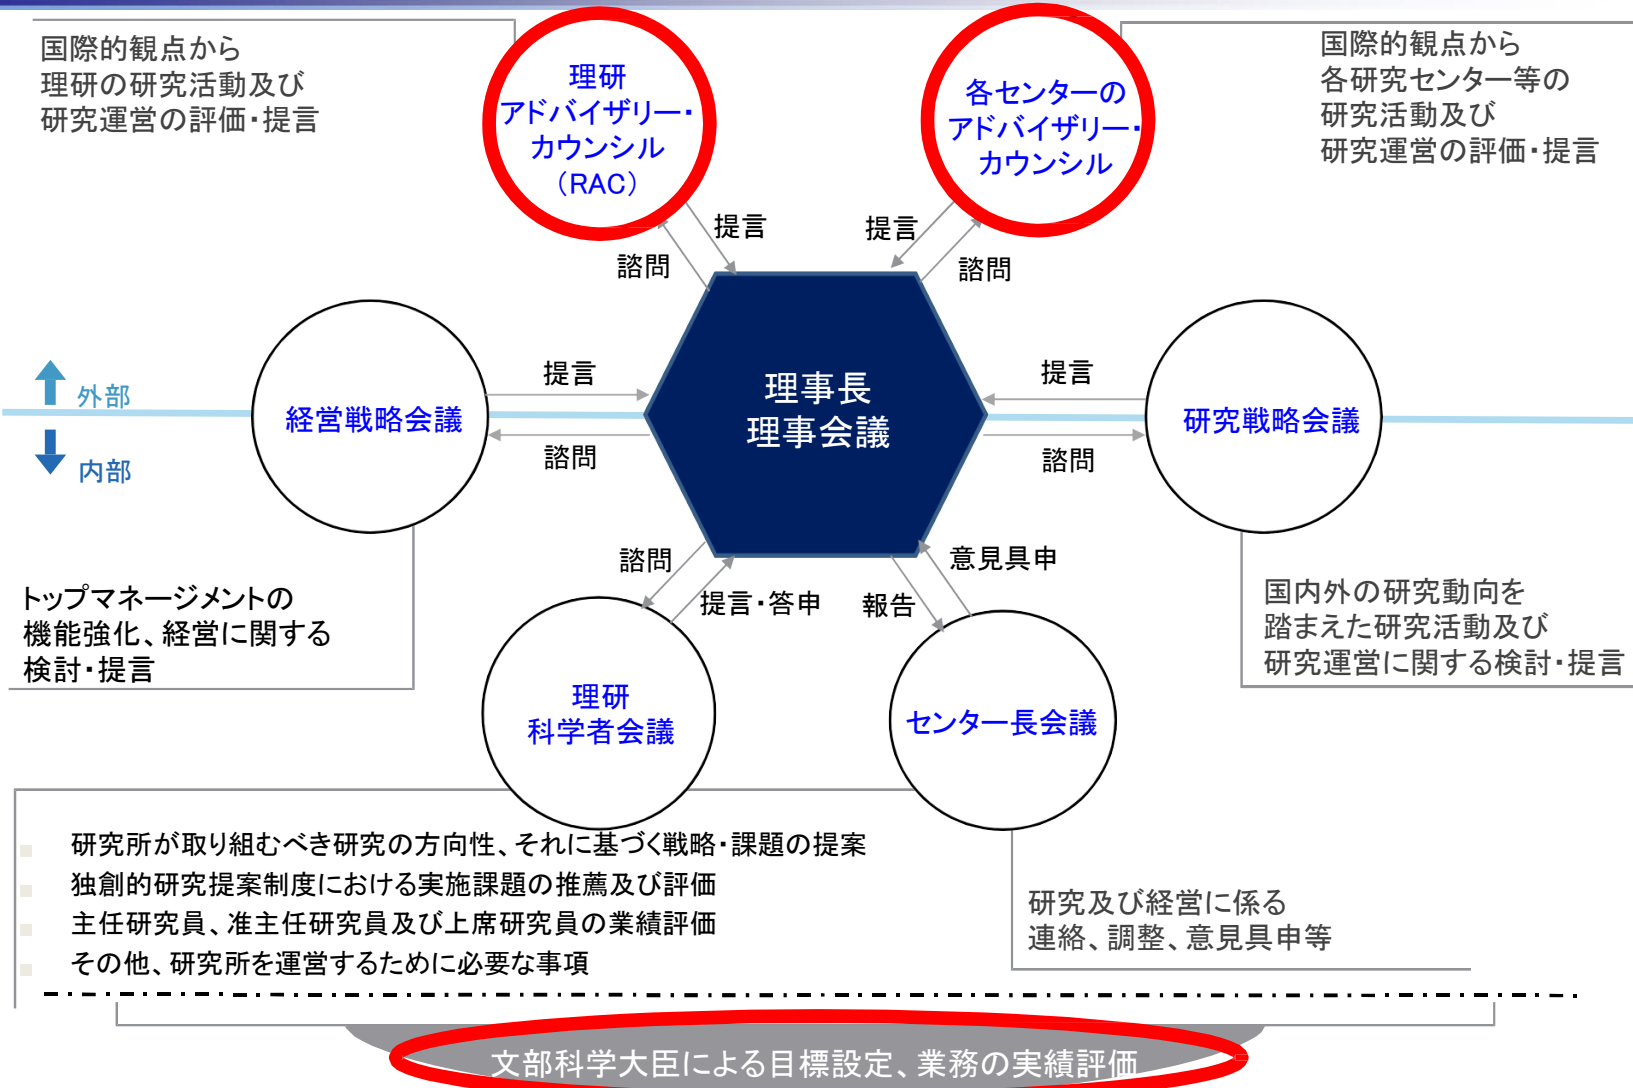 国際的観点から
理研の研究活動及び
研究運営の評価・提言
理研
アドバイザリー・
カウンシル
（RAC）
各センターの
アドバイザリー・
カウンシル
国際的観点から
各研究センター等の
研究活動及び
研究運営の評価・提言
提言
諮問
提言
諮問
外部
内部
経営戦略会議
提言
諮問
理事長
理事会議
提言
諮問
研究戦略会議
トップマネージメントの
機能強化、経営に関する
検討・提言
諮問
提言・答申
報告
意見具申
国内外の研究動向を
踏まえた研究活動及び
研究運営に関する検討・提言
理研
科学者会議
センター長会議
研究所が取り組むべき研究の方向性、それに基づく戦略・課題の提案
独創的研究提案制度における実施課題の推薦及び評価
主任研究員、准主任研究員及び上席研究員の業績評価
その他、研究所を運営するために必要な事項
研究及び経営に係る
連絡、調整、意見具申等
文部科学大臣による目標設定、業務の実績評価